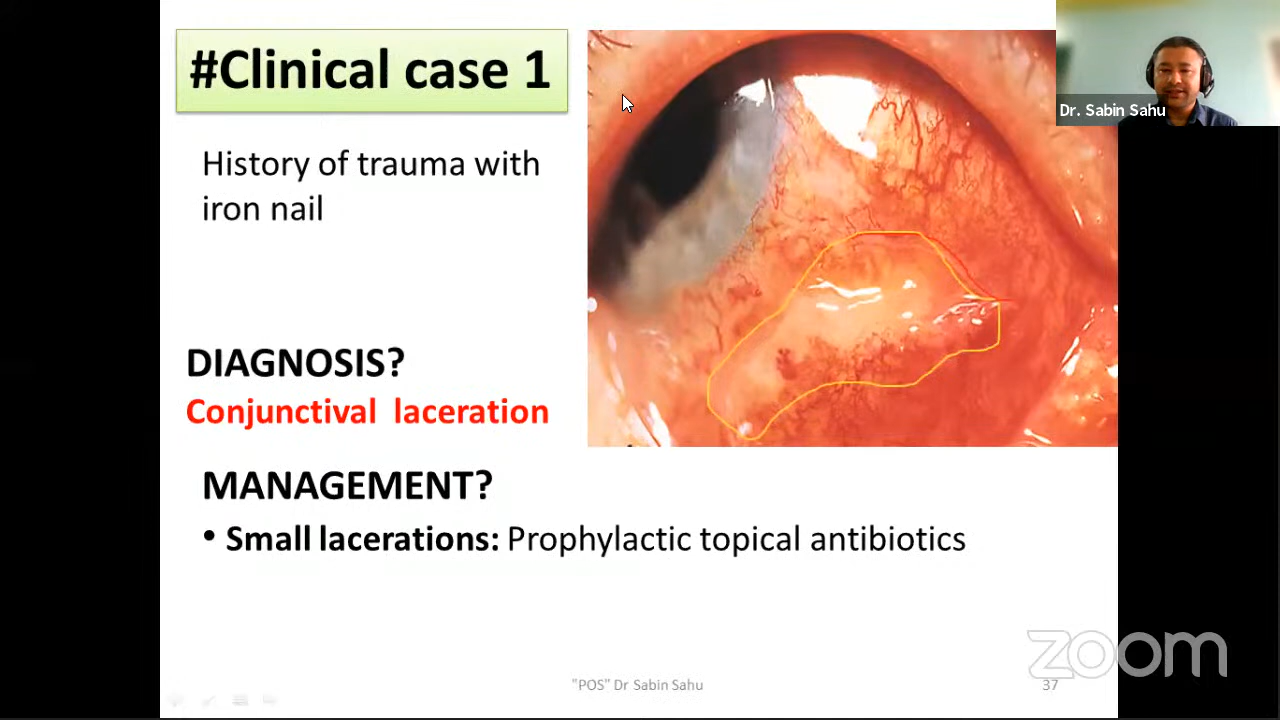 #Clinical case 1
Dr. Sabin Sahu
History of trauma with
iron nail
DIAGNOSIS?
Conjunctival laceration
MANAGEMENT?
• Small lacerations: Prophylactic topical antibiotics
zoom
"POS" Dr Sabin Sahu
37